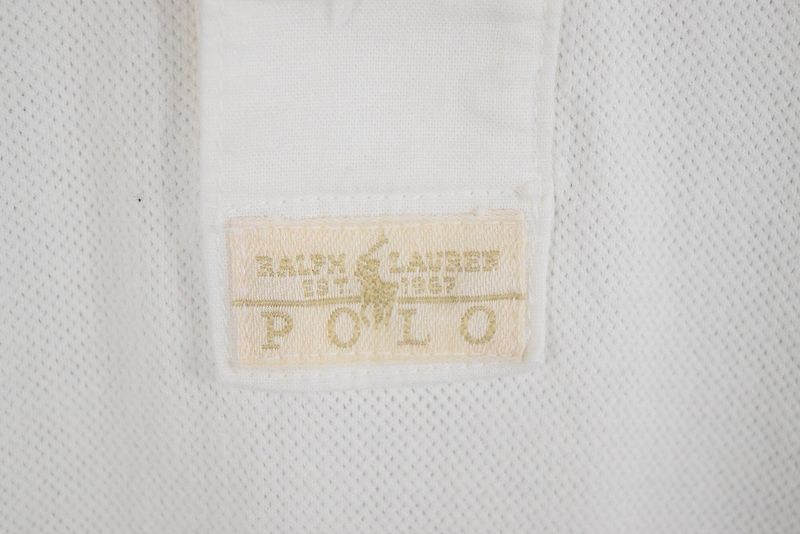 RALPH LAUREN
EST. 1967
POLO